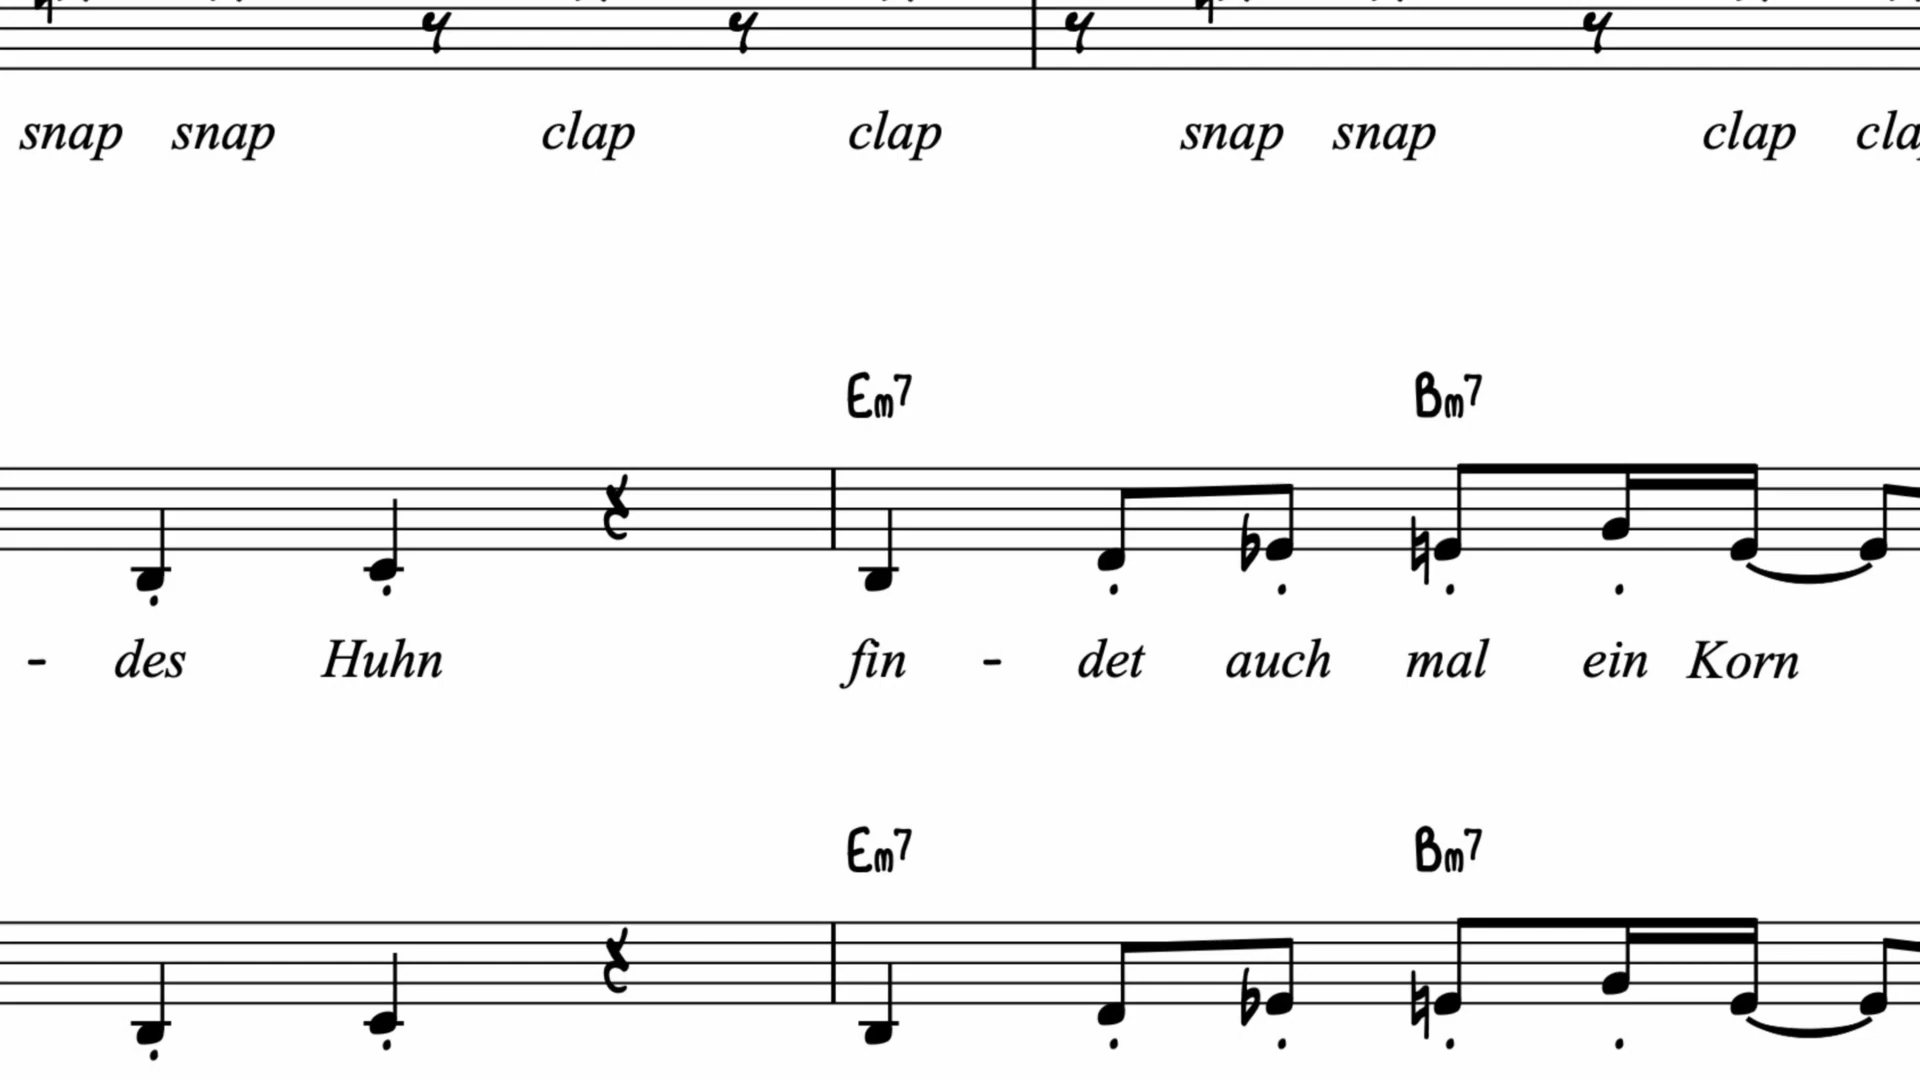 snap snap clap clap snap snap clap
Em7 Bm7
- des Huhn fin - det auch mal ein Korn
Em7 Bm7